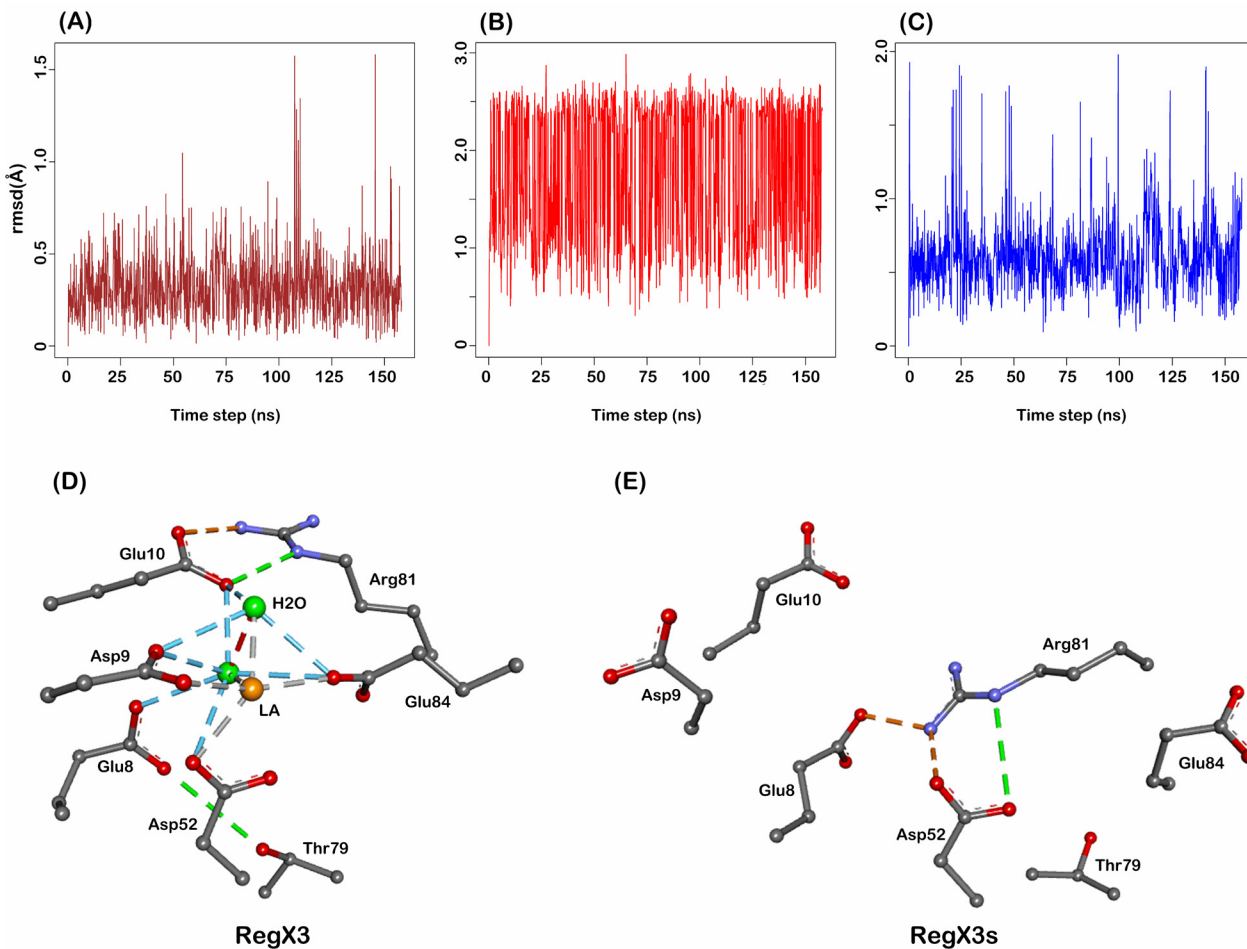 (A)
(B)
(C)
rmsd(Å)
1.5
1.0
0.5
0
0 25 50 75 100 125 150
Time step (ns)
3.0
2.0
1.0
0.0
0 25 50 75 100 125 150
Time step (ns)
2.0
1.0
0
0 25 50 75 100 125 150
Time step (ns)
(D)
Glu10
Arg81
H2O
Asp9
LA
Glu84
Glu8
Asp52
Thr79
RegX3
(E)
Glu10
Asp9
Arg81
Glu8
Glu84
Asp52
Thr79
RegX3s